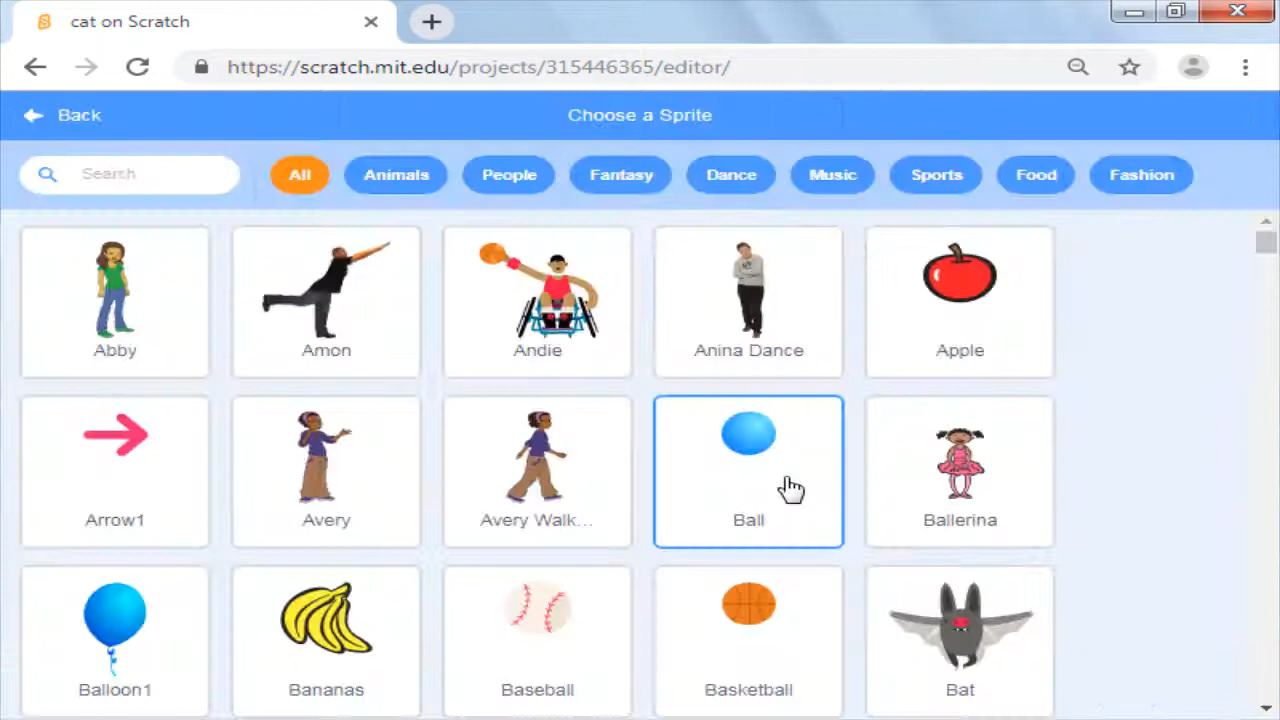 cat on Scratch
https://scratch.mit.edu/projects/315446365/editor/
Back
Choose a Sprite
Search
All
Animals
People
Fantasy
Dance
Music
Sports
Food
Fashion
Abby
Amon
Andie
Anina Dance
Apple
Arrow1
Avery
Avery Walk...
Ball
Ballerina
Balloon1
Bananas
Baseball
Basketball
Bat